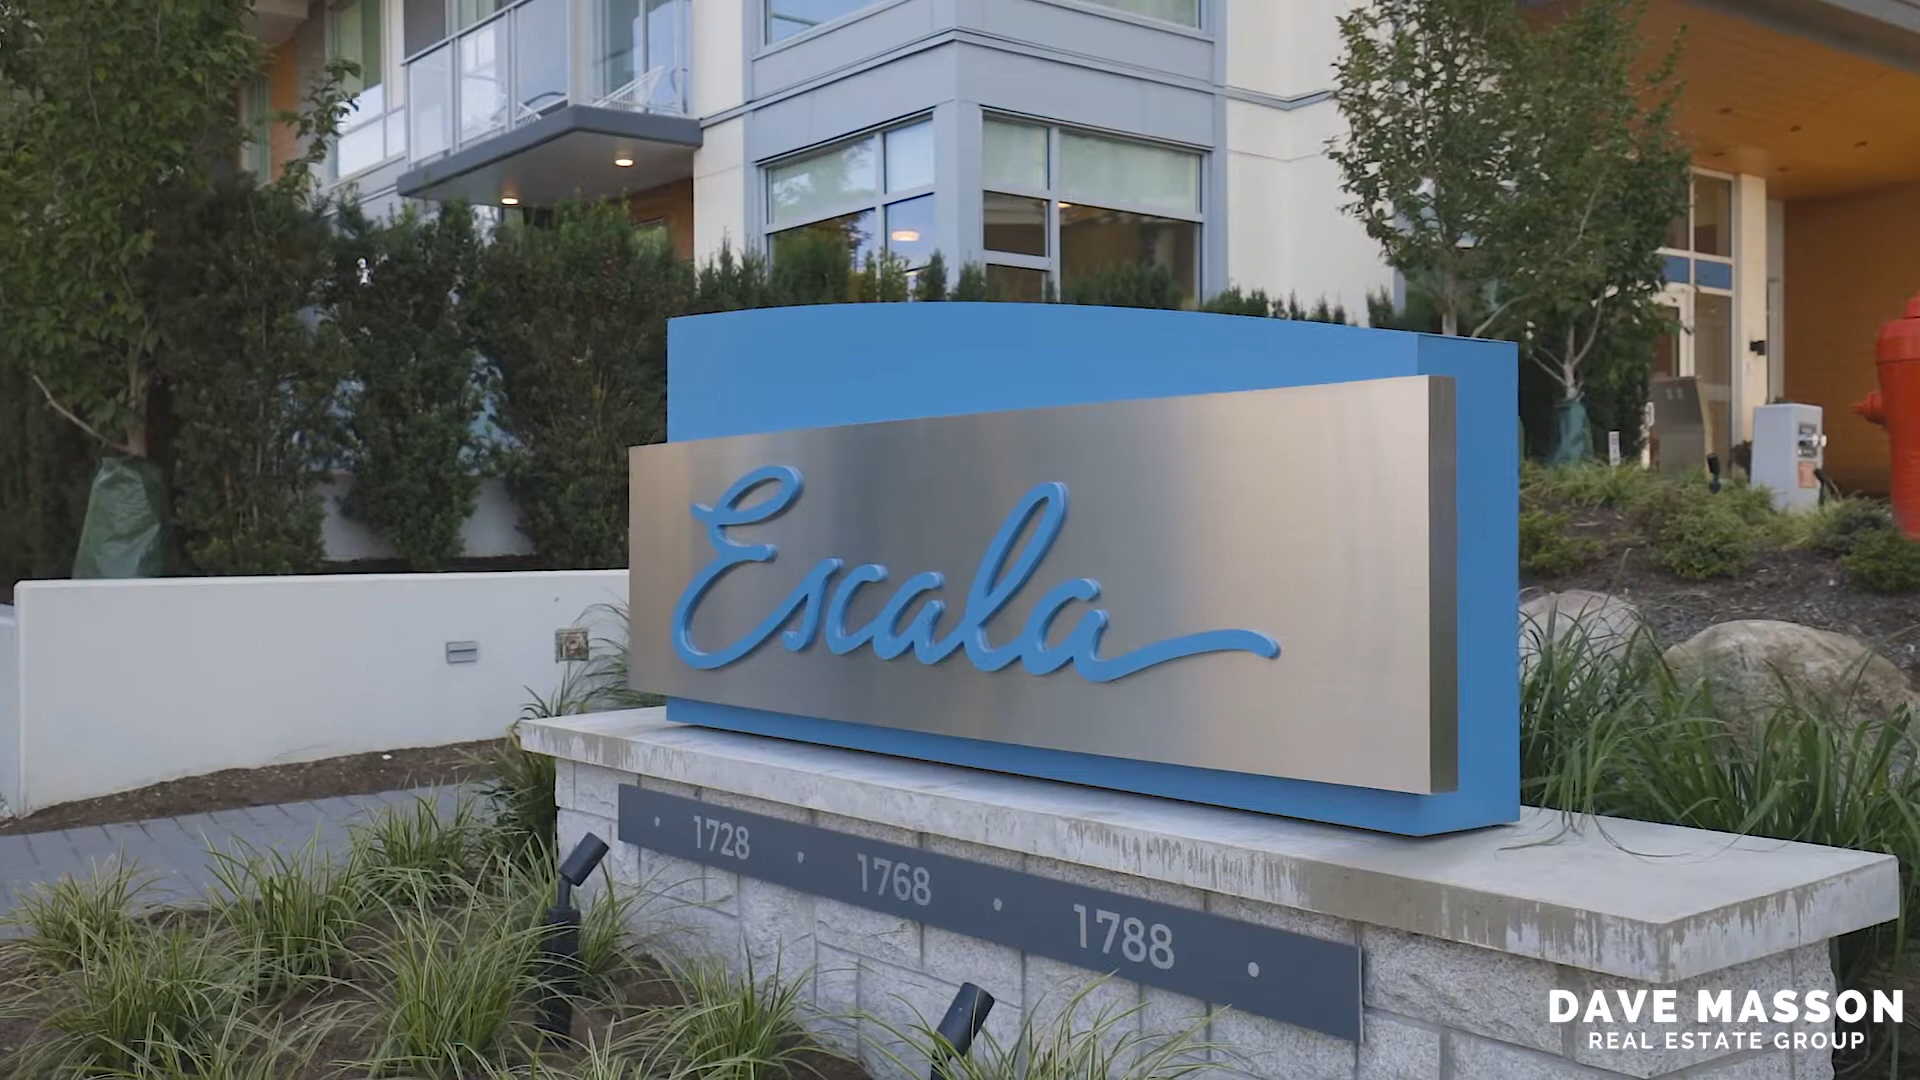 Escala
• 1728 • 1768 • 1788 •
DAVE MASSON
REAL ESTATE GROUP